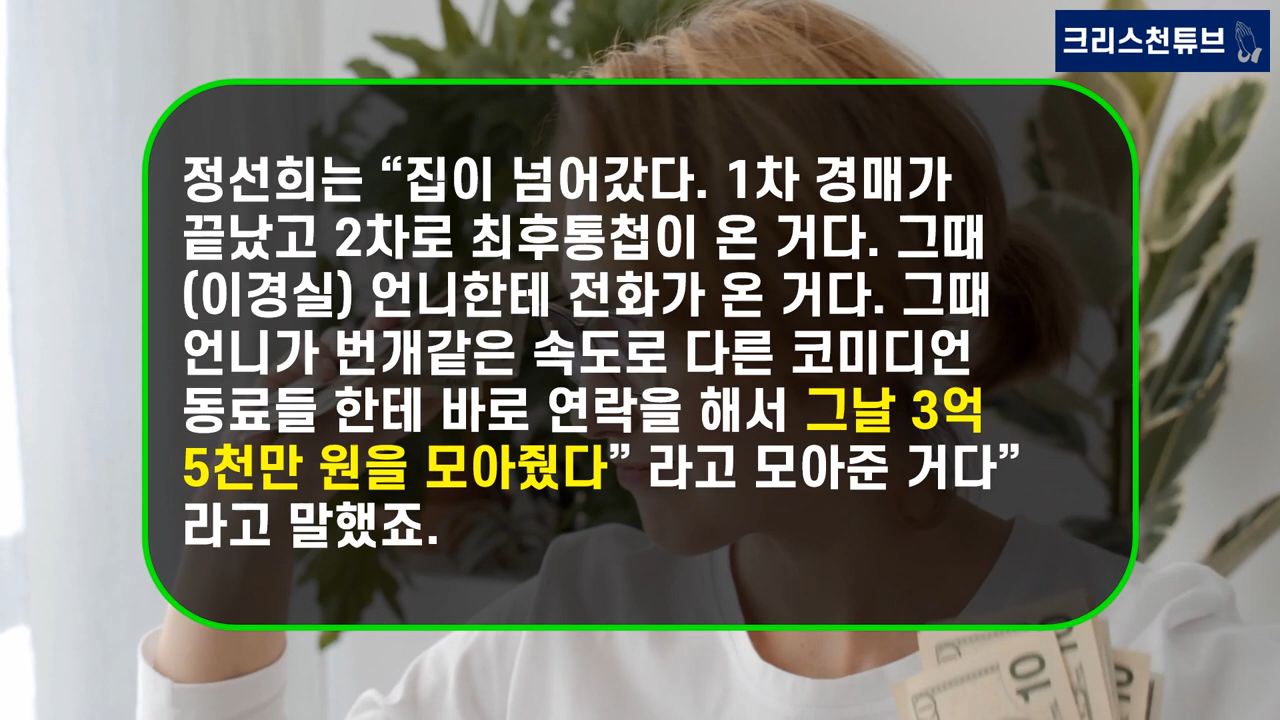 크리스천튜브
정선희는 “집이 넘어갔다. 1차 경매가
끝났고 2차로 최후통첩이 온 거다. 그때
(이경실) 언니한테 전화가 온 거다. 그때
언니가 번개같은 속도로 다른 코미디언
동료들 한테 바로 연락을 해서 그날 3억
5천만 원을 모아줬다” 라고 모아준 거다”
라고 말했죠.
10
10
10